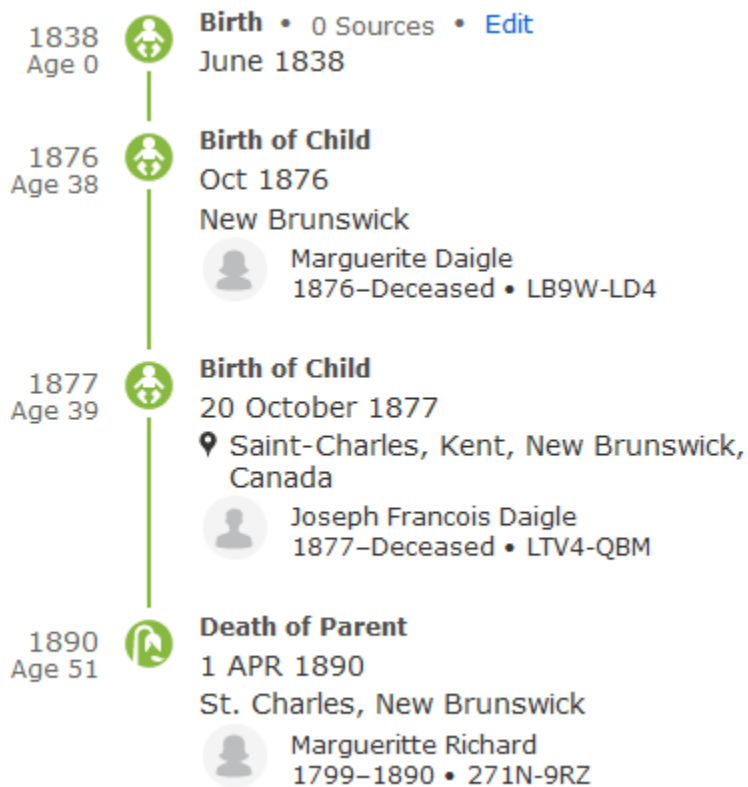 1838
Age 0
Birth • 0 Sources • Edit
June 1838
1876
Age 38
Birth of Child
Oct 1876
New Brunswick
Marguerite Daigle
1876–Deceased • LB9W-LD4
1877
Age 39
Birth of Child
20 October 1877
Saint-Charles, Kent, New Brunswick,
Canada
Joseph Francois Daigle
1877–Deceased • LTV4-QBM
1890
Age 51
Death of Parent
1 APR 1890
St. Charles, New Brunswick
Margueritte Richard
1799–1890 • 271N-9RZ